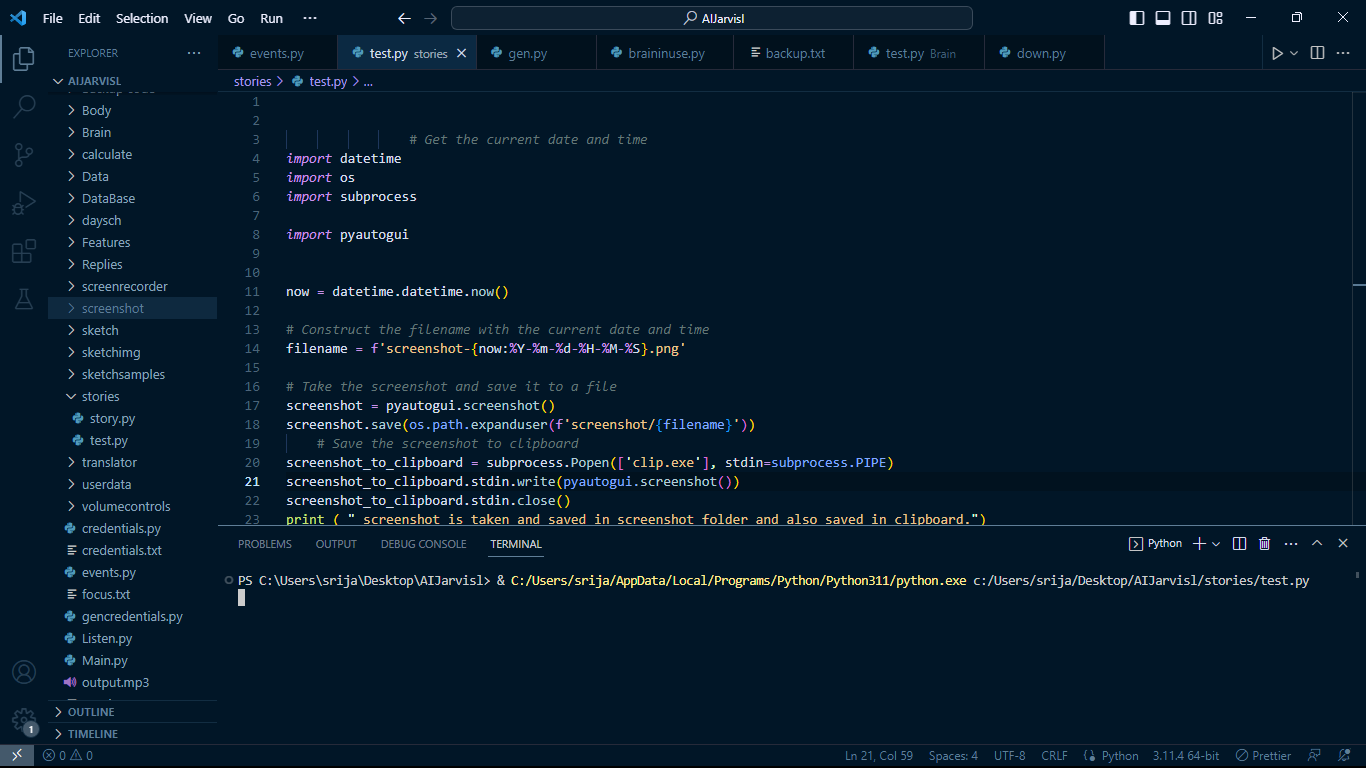 File Edit Selection View Go Run ··· AIJarvisl
EXPLORER ···
events.py test.py stories gen.py braininuse.py backup.txt test.py Brain down.py
AIJARVISL
stories > test.py > ...
Body
Brain
calculate
Data
DataBase
daysch
Features
Replies
screenrecorder
screenshot
sketch
sketchimg
sketchsamples
stories
story.py
test.py
translator
userdata
volumecontrols
credentials.py
credentials.txt
events.py
focus.txt
gencredentials.py
Listen.py
Main.py
output.mp3
OUTLINE
TIMELINE
1
2
3 # Get the current date and time
4 import datetime
5 import os
6 import subprocess
7
8 import pyautogui
9
10
11 now = datetime.datetime.now()
12
13 # Construct the filename with the current date and time
14 filename = f'screenshot-{now:%Y-%m-%d-%H-%M-%S}.png'
15
16 # Take the screenshot and save it to a file
17 screenshot = pyautogui.screenshot()
18 screenshot.save(os.path.expanduser(f'screenshot/{filename}'))
19 # Save the screenshot to clipboard
20 screenshot_to_clipboard = subprocess.Popen(['clip.exe'], stdin=subprocess.PIPE)
21 screenshot_to_clipboard.stdin.write(pyautogui.screenshot())
22 screenshot_to_clipboard.stdin.close()
23 print ( " screenshot is taken and saved in screenshot folder and also saved in clipboard.")
PROBLEMS OUTPUT DEBUG CONSOLE TERMINAL Python
PS C:\Users\srija\Desktop\AIJarvisl> & C:/Users/srija/AppData/Local/Programs/Python/Python311/python.exe c:/Users/srija/Desktop/AIJarvisl/stories/test.py
1
0 0 Ln 21, Col 59 Spaces: 4 UTF-8 CRLF Python 3.11.4 64-bit Prettier